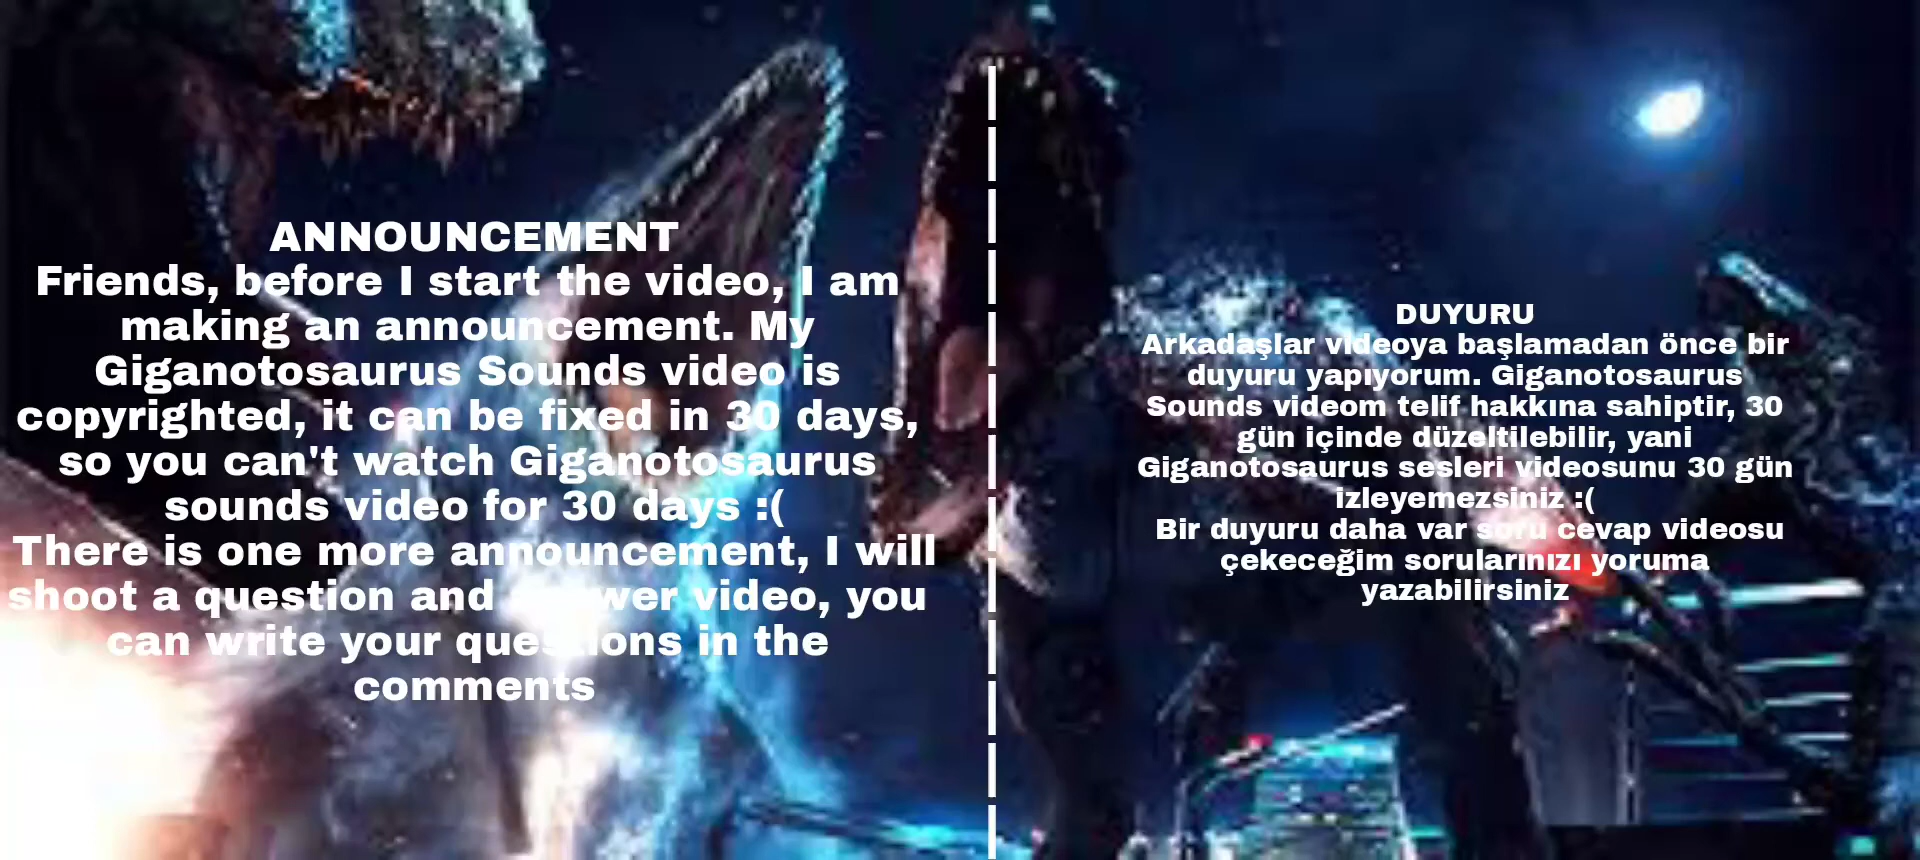 ANNOUNCEMENT
Friends, before I start the video, I am
making an announcement. My
Giganotosaurus Sounds video is
copyrighted, it can be fixed in 30 days,
so you can't watch Giganotosaurus
sounds video for 30 days :(
There is one more announcement, I will
shoot a question and answer video, you
can write your questions in the
comments
DUYURU
Arkadaşlar videoya başlamadan önce bir
duyuru yapıyorum. Giganotosaurus
Sounds videom telif hakkına sahiptir, 30
gün içinde düzeltilebilir, yani
Giganotosaurus sesleri videosunu 30 gün
izleyemezsiniz :(
Bir duyuru daha var soru cevap videosu
çekeceğim sorularınızı yoruma
yazabilirsiniz